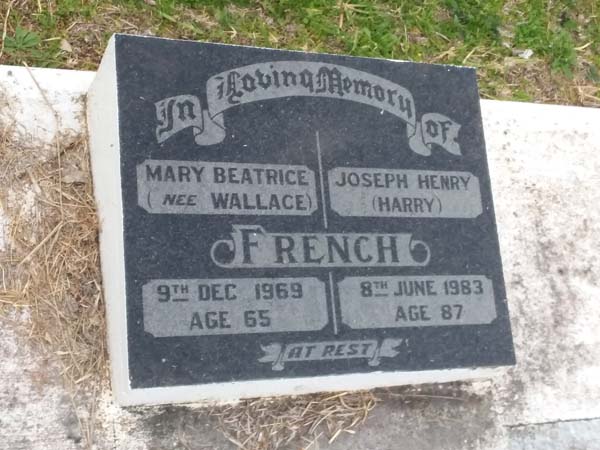 In Loving Memory of
MARY BEATRICE
(NEE WALLACE)
JOSEPH HENRY
(HARRY)
FRENCH
9TH DEC 1969
AGE 65
8TH JUNE 1983
AGE 87
AT REST